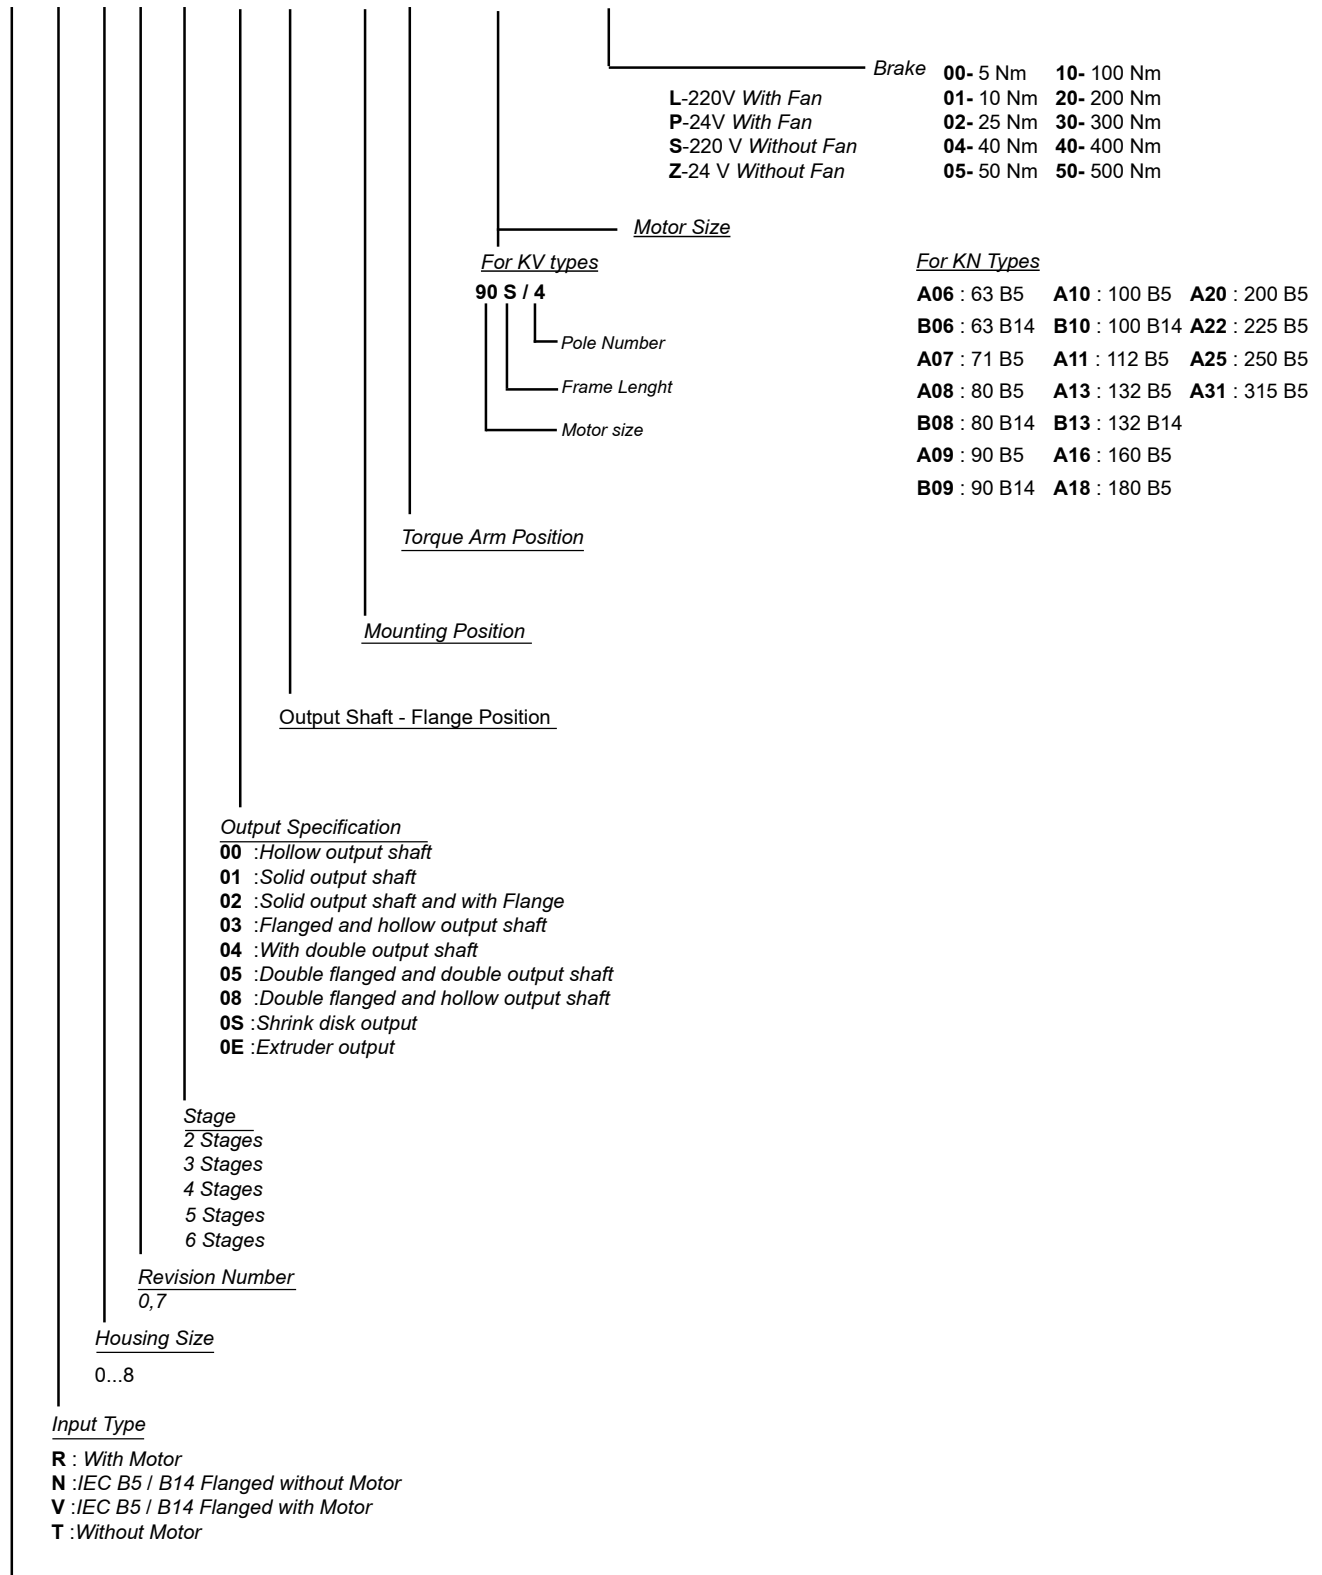 Brake 00- 5 Nm 10- 100 Nm
L-220V With Fan 01- 10 Nm 20- 200 Nm
P-24V With Fan 02- 25 Nm 30- 300 Nm
S-220 V Without Fan 04- 40 Nm 40- 400 Nm
Z-24 V Without Fan 05- 50 Nm 50- 500 Nm
Motor Size
For KV types
90 S / 4
Pole Number
Frame Lenght
Motor size
For KN Types
A06 : 63 B5 A10 : 100 B5 A20 : 200 B5
B06 : 63 B14 B10 : 100 B14 A22 : 225 B5
A07 : 71 B5 A11 : 112 B5 A25 : 250 B5
A08 : 80 B5 A13 : 132 B5 A31 : 315 B5
B08 : 80 B14 B13 : 132 B14
A09 : 90 B5 A16 : 160 B5
B09 : 90 B14 A18 : 180 B5
Torque Arm Position
Mounting Position
Output Shaft - Flange Position
Output Specification
00 :Hollow output shaft
01 :Solid output shaft
02 :Solid output shaft and with Flange
03 :Flanged and hollow output shaft
04 :With double output shaft
05 :Double flanged and double output shaft
08 :Double flanged and hollow output shaft
0S :Shrink disk output
0E :Extruder output
Stage
2 Stages
3 Stages
4 Stages
5 Stages
6 Stages
Revision Number
0,7
Housing Size
0...8
Input Type
R : With Motor
N :IEC B5 / B14 Flanged without Motor
V :IEC B5 / B14 Flanged with Motor
T :Without Motor